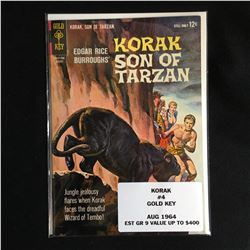 GOLD
KEY
KORAK, SON OF TARZAN
STILL ONLY 12¢
EDGAR RICE
BURROUGHS'
KORAK
SON OF
TARZAN
Jungle jealousy
flares when Korak
faces the dreadful
Wizard of Tembo!
KORAK
#4
GOLD KEY
AUG 1964
EST GR 9 VALUE UP TO $400